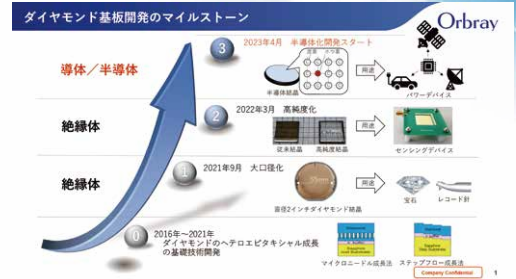 ダイヤモンド基板開発のマイルストーン
Orbray
3
2023年4月 半導体化開発スタート
導体/半導体
半導体結晶
用途
パワーデバイス
2
2022年3月 高純度化
絶縁体
従来結晶
高純度結晶
用途
センシングデバイス
1
2021年9月 大口径化
絶縁体
直径2インチダイヤモンド結晶
用途
宝石
レコード針
0
2016年~2021年
ダイヤモンドのヘテロエピタキシャル成長
の基礎技術開発
マイクロニードル成長法
ステップフロー成長法
Company Confidential
1